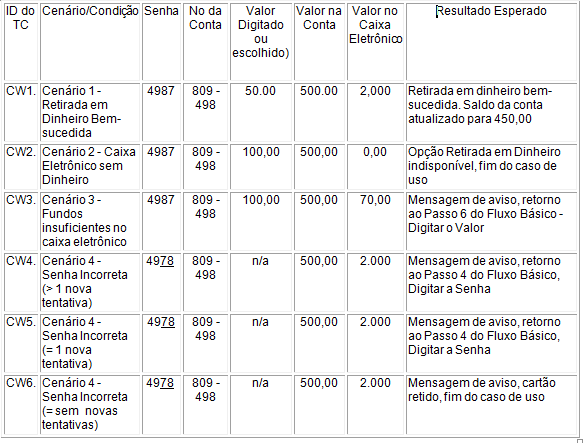 ID do TC | Cenário/Condição | Senha | No da Conta | Valor Digitado ou escolhido) | Valor na Conta | Valor no Caixa Eletrônico | Resultado Esperado
CW1. | Cenário 1 - Retirada em Dinheiro Bem-sucedida | 4987 | 809 - 498 | 50.00 | 500.00 | 2,000 | Retirada em dinheiro bem-sucedida. Saldo da conta atualizado para 450,00
CW2. | Cenário 2 - Caixa Eletrônico sem Dinheiro | 4987 | 809 - 498 | 100,00 | 500,00 | 0,00 | Opção Retirada em Dinheiro indisponível, fim do caso de uso
CW3. | Cenário 3 - Fundos insuficientes no caixa eletrônico | 4987 | 809 - 498 | 100,00 | 500,00 | 70,00 | Mensagem de aviso, retorno ao Passo 6 do Fluxo Básico - Digitar o Valor
CW4. | Cenário 4 - Senha Incorreta (> 1 nova tentativa) | 4978 | 809 - 498 | n/a | 500,00 | 2.000 | Mensagem de aviso, retorno ao Passo 4 do Fluxo Básico, Digitar a Senha
CW5. | Cenário 4 - Senha Incorreta (= 1 nova tentativa) | 4978 | 809 - 498 | n/a | 500,00 | 2.000 | Mensagem de aviso, retorno ao Passo 4 do Fluxo Básico, Digitar a Senha
CW6. | Cenário 4 - Senha Incorreta (= sem novas tentativas) | 4978 | 809 - 498 | n/a | 500,00 | 2.000 | Mensagem de aviso, cartão retido, fim do caso de uso